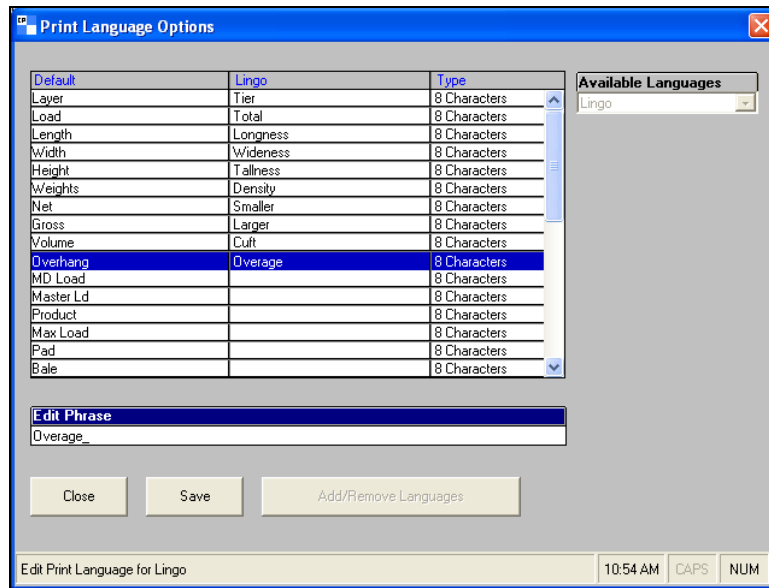 CP Print Language Options
Default Lingo Type
Layer Tier 8 Characters
Load Total 8 Characters
Length Longness 8 Characters
Width Wideness 8 Characters
Height Tallness 8 Characters
Weights Density 8 Characters
Net Smaller 8 Characters
Gross Larger 8 Characters
Volume Cuft 8 Characters
Overhang Overage 8 Characters
MD Load 8 Characters
Master Ld 8 Characters
Product 8 Characters
Max Load 8 Characters
Pad 8 Characters
Bale 8 Characters
Available Languages
Lingo
Edit Phrase
Overage_
Close Save Add/Remove Languages
Edit Print Language for Lingo 10:54 AM CAPS NUM